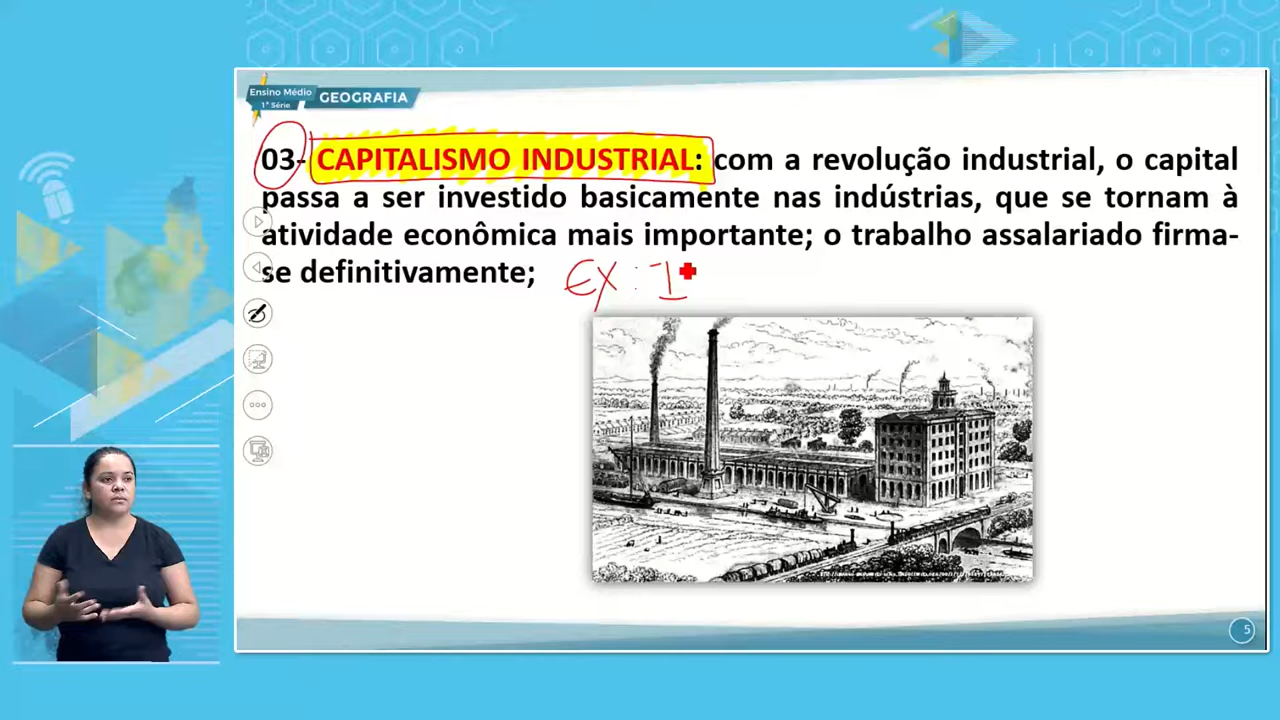 Ensino Médio
1ª Série
GEOGRAFIA
03- CAPITALISMO INDUSTRIAL: com a revolução industrial, o capital
passa a ser investido basicamente nas indústrias, que se tornam à
atividade econômica mais importante; o trabalho assalariado firma-
se definitivamente;
EX: I
5